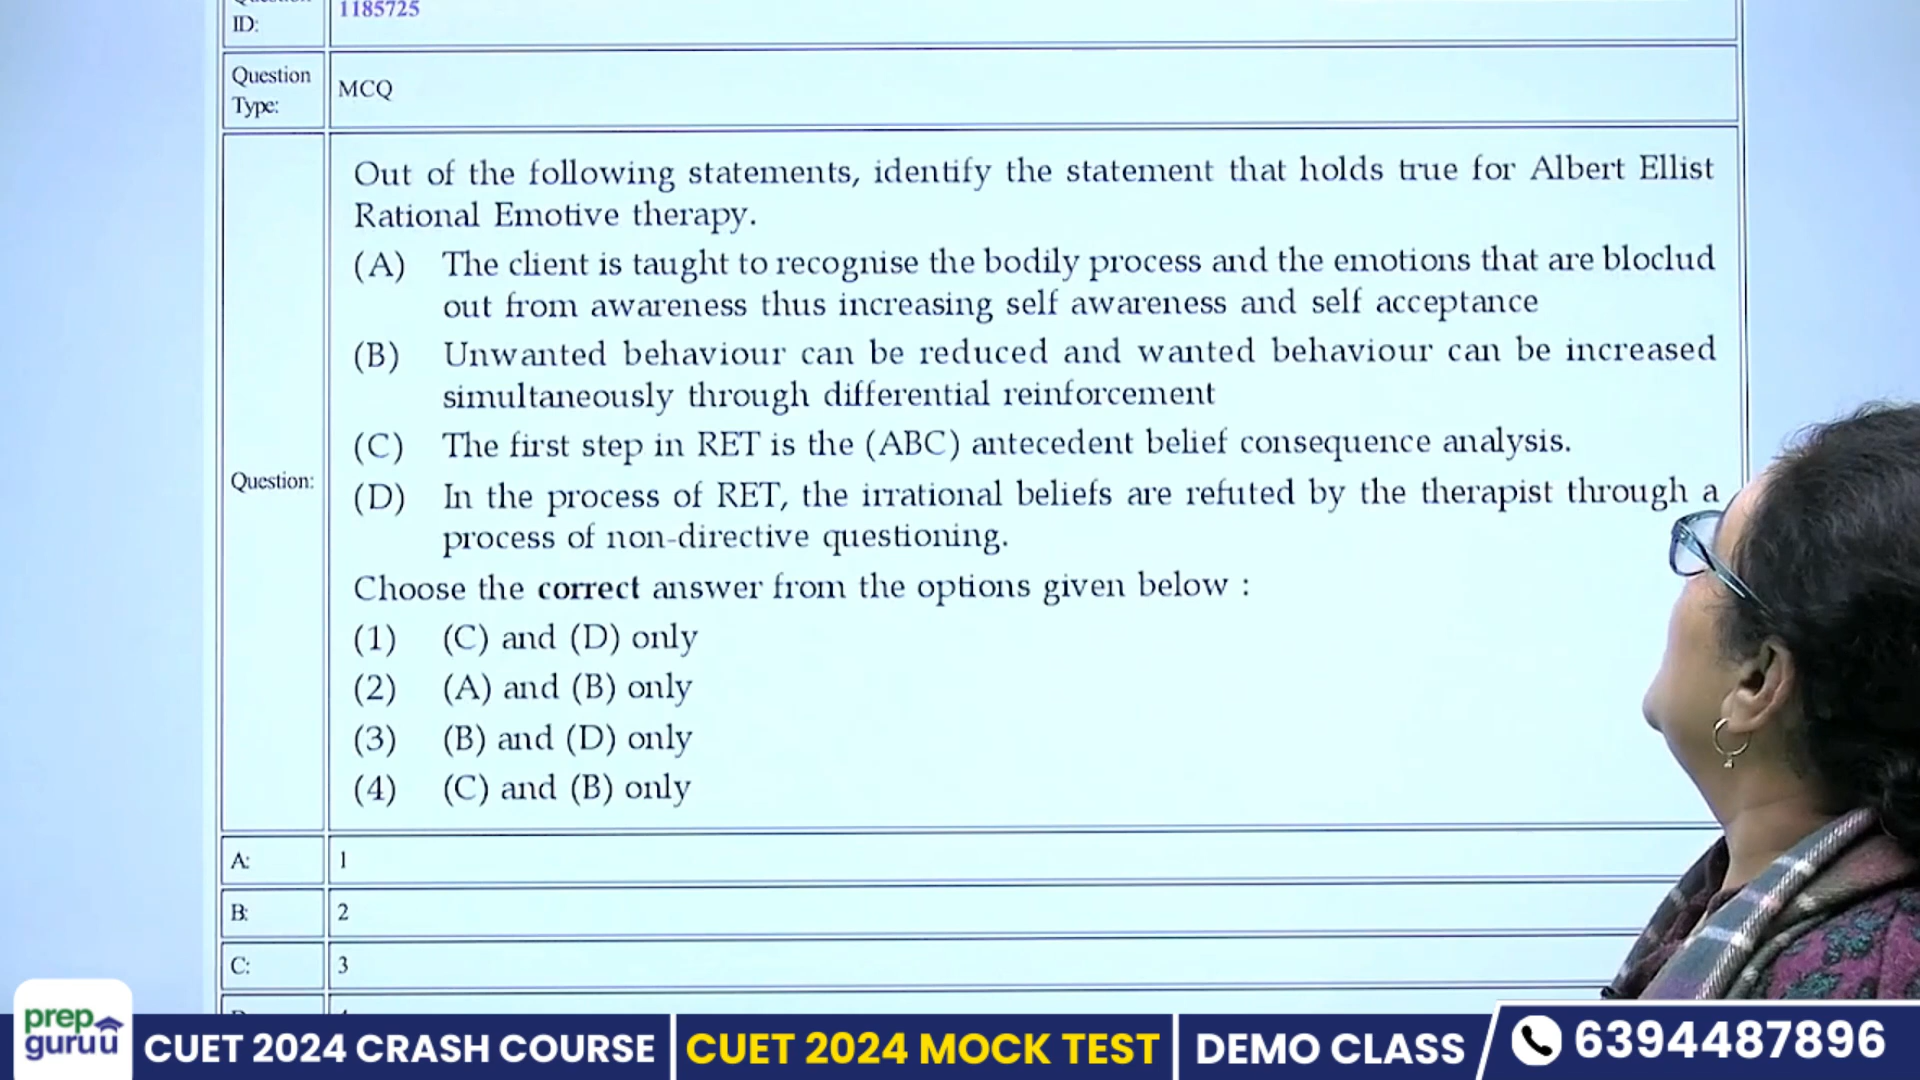 ID:
1185725
Question
Type:
MCQ
Question:
Out of the following statements, identify the statement that holds true for Albert Ellist
Rational Emotive therapy.
(A) The client is taught to recognise the bodily process and the emotions that are bloclud
out from awareness thus increasing self awareness and self acceptance
(B) Unwanted behaviour can be reduced and wanted behaviour can be increased
simultaneously through differential reinforcement
(C) The first step in RET is the (ABC) antecedent belief consequence analysis.
(D) In the process of RET, the irrational beliefs are refuted by the therapist through a
process of non-directive questioning.
Choose the correct answer from the options given below :
(1) (C) and (D) only
(2) (A) and (B) only
(3) (B) and (D) only
(4) (C) and (B) only
A: 1
B: 2
C: 3
prep
guruu
CUET 2024 CRASH COURSE
CUET 2024 MOCK TEST
DEMO CLASS
6394487896